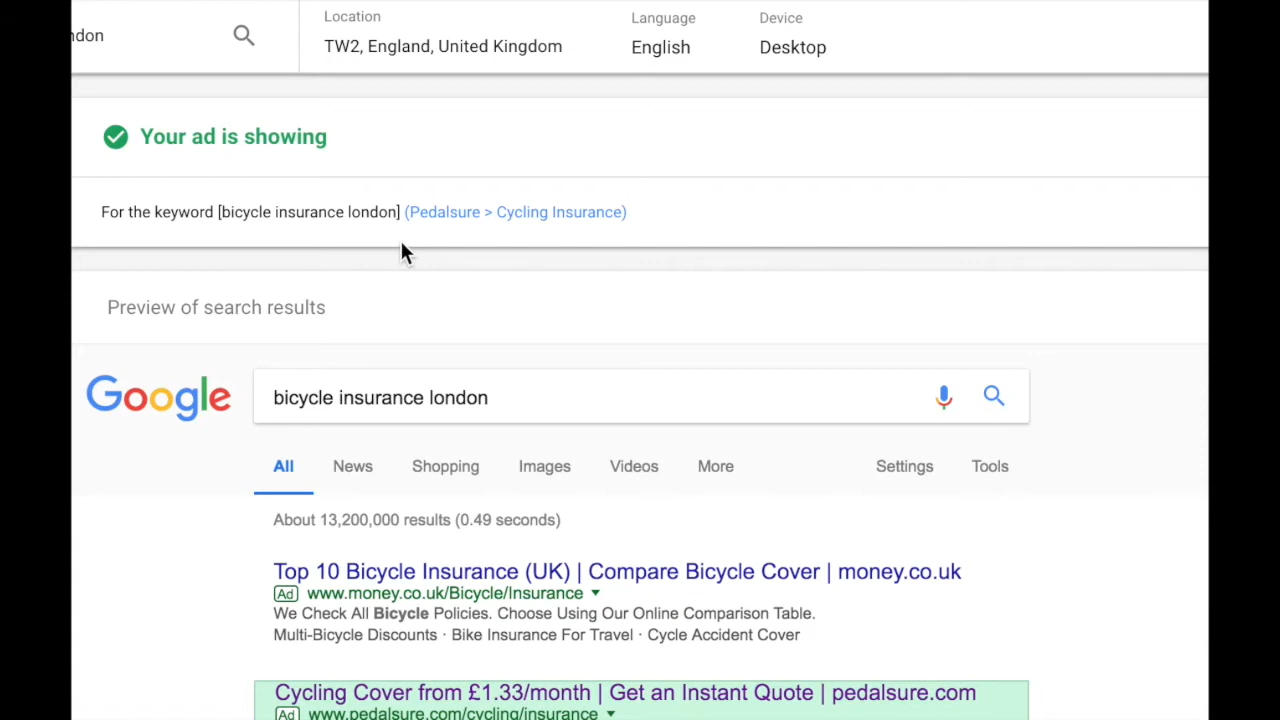 ndon
Location
Language
Device
TW2, England, United Kingdom
English
Desktop
Your ad is showing
For the keyword [bicycle insurance london] (Pedalsure > Cycling Insurance)
Preview of search results
Google
bicycle insurance london
All News Shopping Images Videos More Settings Tools
About 13,200,000 results (0.49 seconds)
Top 10 Bicycle Insurance (UK) | Compare Bicycle Cover | money.co.uk
Ad www.money.co.uk/Bicycle/Insurance
We Check All Bicycle Policies. Choose Using Our Online Comparison Table.
Multi-Bicycle Discounts · Bike Insurance For Travel · Cycle Accident Cover
Cycling Cover from £1.33/month | Get an Instant Quote | pedalsure.com
Ad www.pedalsure.com/cycling/insurance